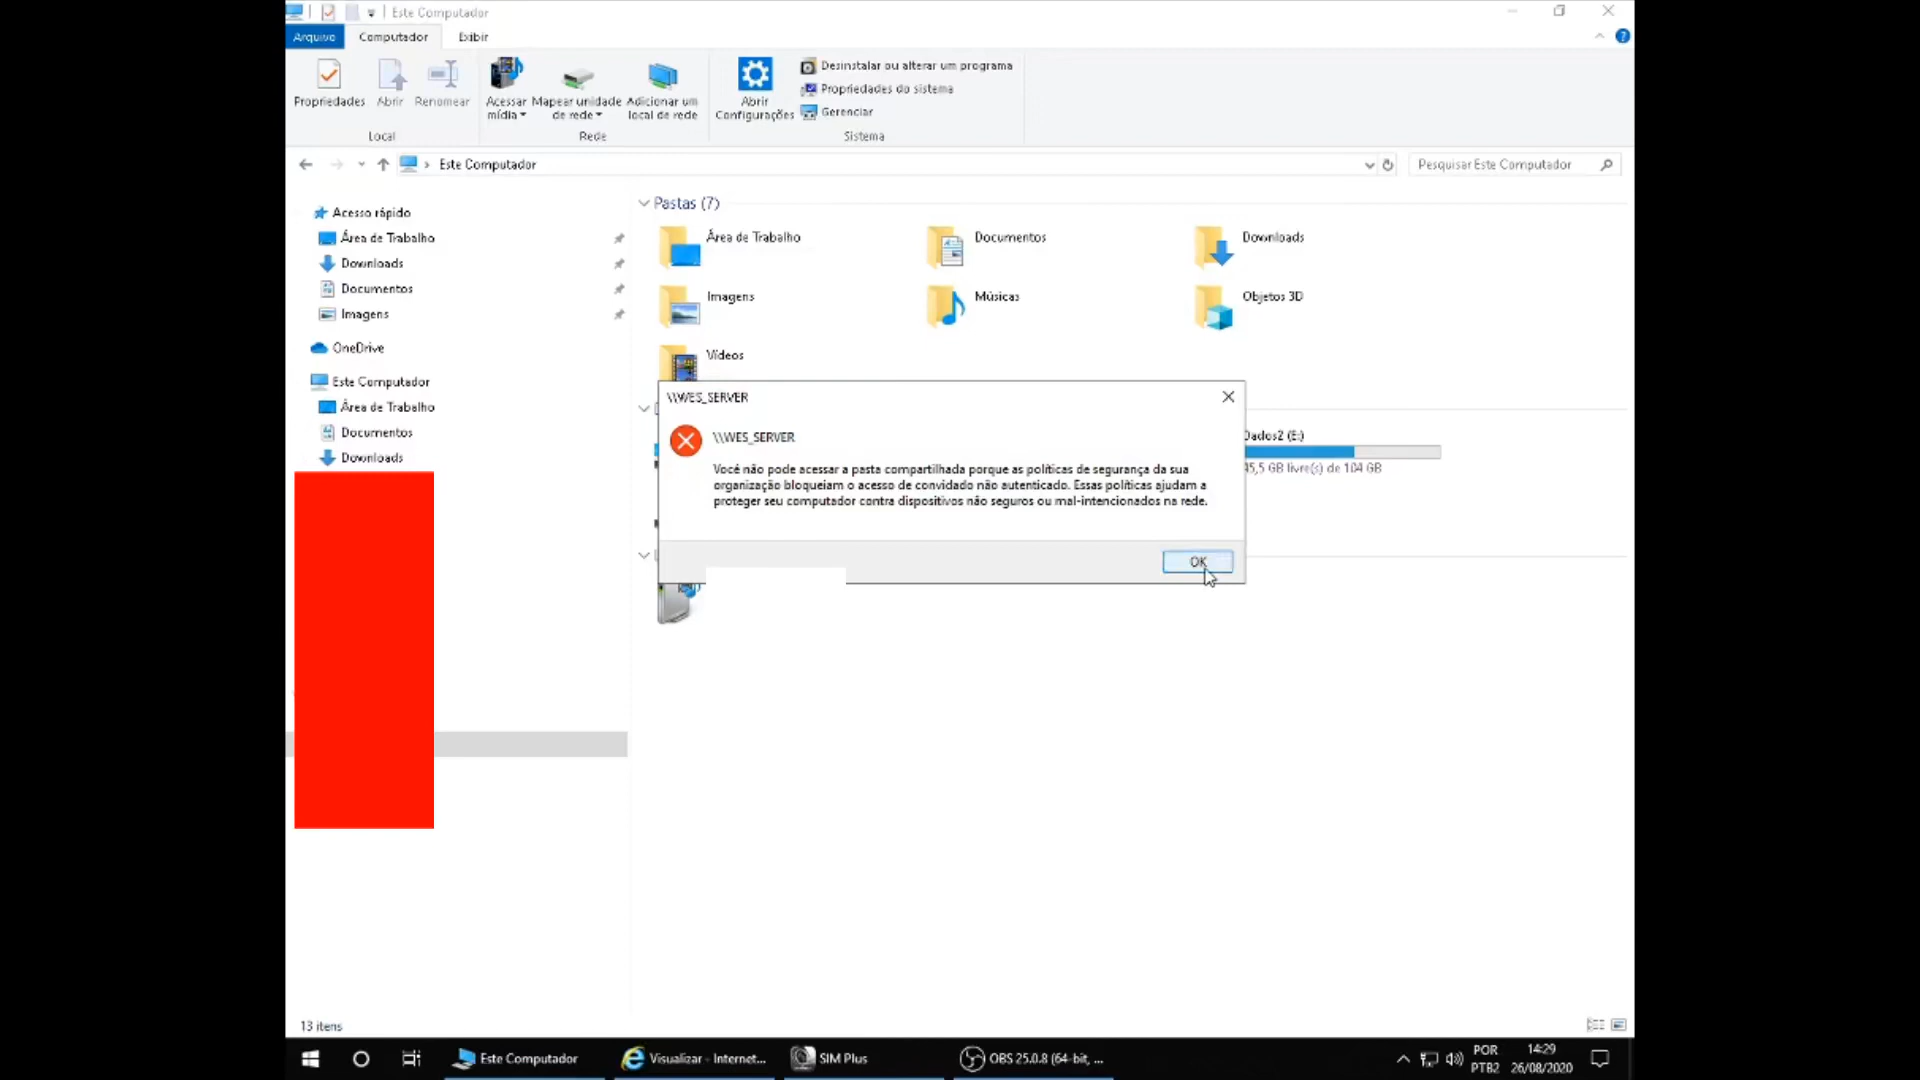 Este Computador
Arquivo Computador Exibir
Propriedades
Abrir
Renomear
Acessar mídia
Mapear unidade de rede
Adicionar um local de rede
Abrir Configurações
Desinstalar ou alterar um programa
Propriedades do sistema
Gerenciar
Local
Rede
Sistema
Este Computador
Pesquisar Este Computador
Acesso rápido
Área de Trabalho
Downloads
Documentos
Imagens
OneDrive
Este Computador
Área de Trabalho
Documentos
Downloads
Pastas (7)
Área de Trabalho
Documentos
Downloads
Imagens
Músicas
Objetos 3D
Vídeos
Dados2 (E:)
45,5 GB livre(s) de 104 GB
\\WES_SERVER
\\WES_SERVER
Você não pode acessar a pasta compartilhada porque as políticas de segurança da sua
organização bloqueiam o acesso de convidado não autenticado. Essas políticas ajudam a
proteger seu computador contra dispositivos não seguros ou mal-intencionados na rede.
OK
13 itens
Este Computador
Visualizar - Internet...
SIM Plus
OBS 25.0.8 (64-bit, ...
POR
PTB2
14:29
26/08/2020